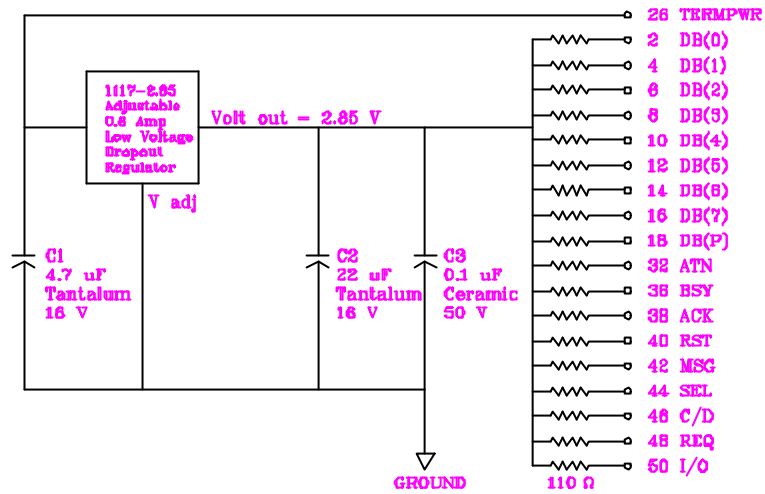 26 TERMPWR
2 DB(0)
4 DB(1)
6 DB(2)
8 DB(3)
10 DB(4)
12 DB(5)
14 DB(6)
16 DB(7)
18 DB(P)
32 ATN
36 BSY
38 ACK
40 RST
42 MSG
44 SEL
46 C/D
48 REQ
50 I/O
110 Ω
1117-2.85
Adjustable
0.8 Amp
Low Voltage
Dropout
Regulator
Volt out = 2.85 V
V adj
C1
4.7 uF
Tantalum
16 V
C2
22 uF
Tantalum
16 V
C3
0.1 uF
Ceramic
50 V
GROUND